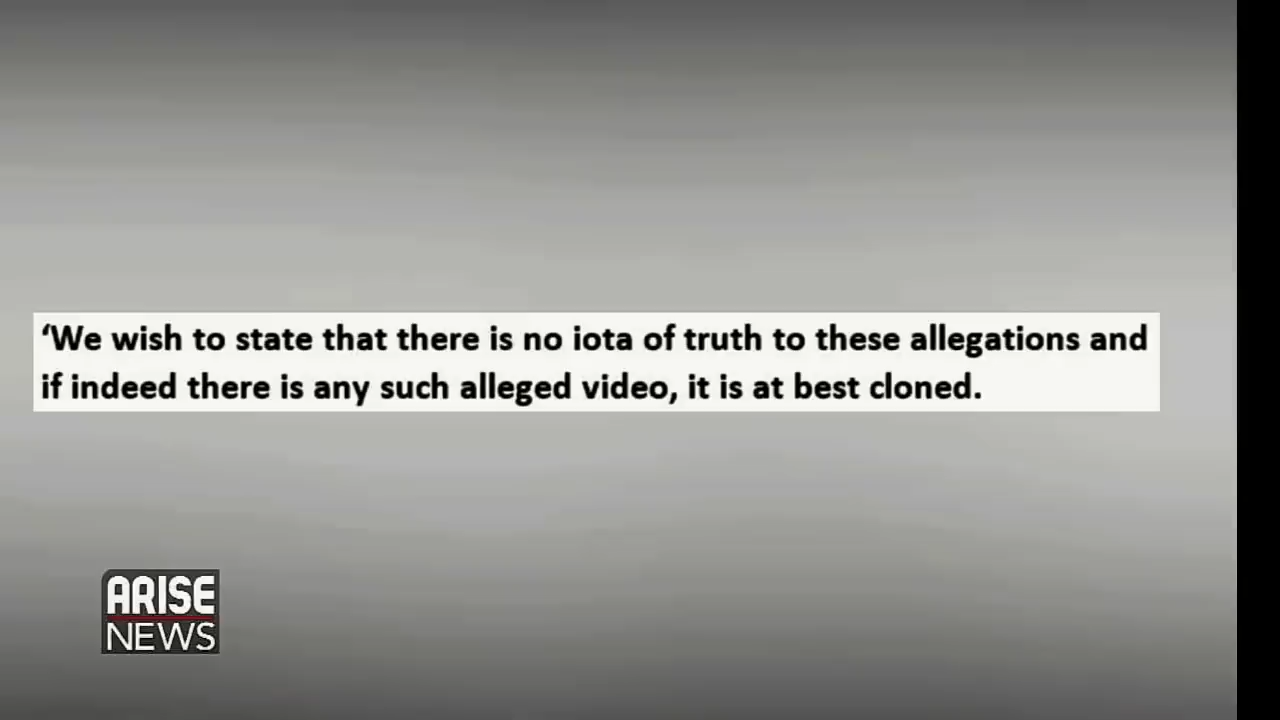 ‘We wish to state that there is no iota of truth to these allegations and
if indeed there is any such alleged video, it is at best cloned.
ARISE
NEWS